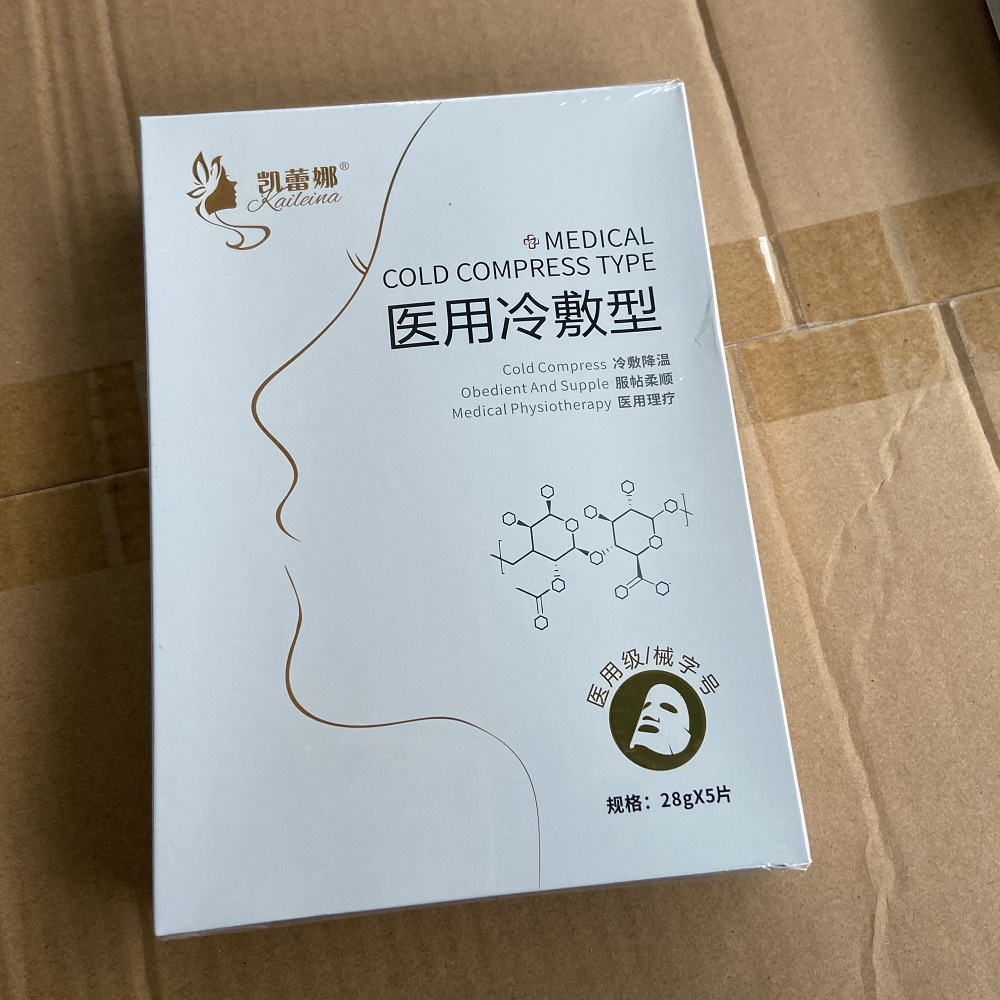 凯蕾娜®
Kaileina
MEDICAL
COLD COMPRESS TYPE
医用冷敷型
Cold Compress 冷敷降温
Obedient And Supple 服帖柔顺
Medical Physiotherapy 医用理疗
医用级/械字号
规格：28gX5片